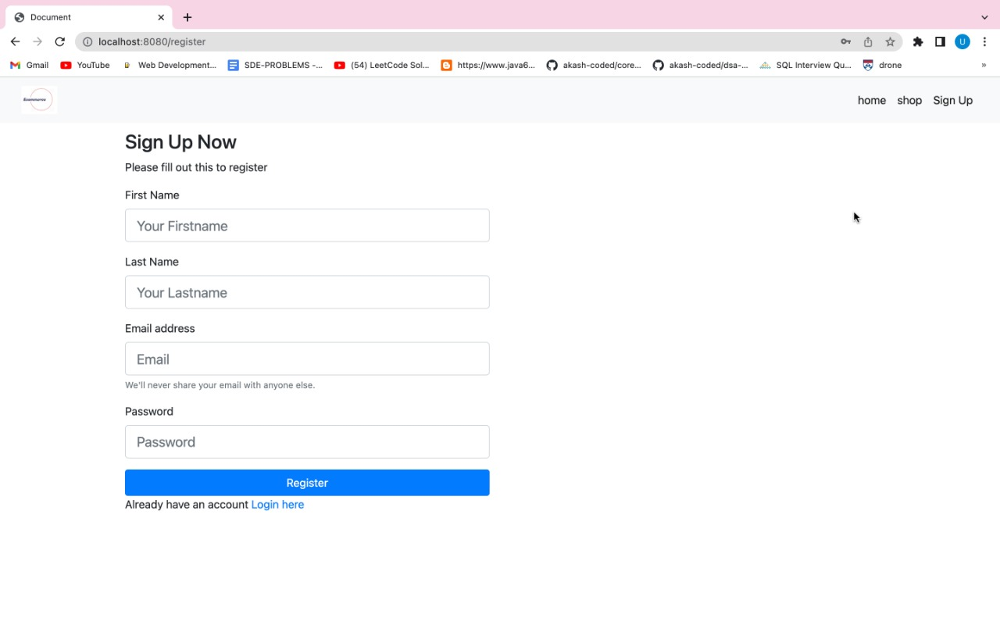 Document
localhost:8080/register
U
Gmail
YouTube
Web Development...
SDE-PROBLEMS -...
(54) LeetCode Sol...
https://www.java6...
akash-coded/core...
akash-coded/dsa-...
SQL Interview Qu...
drone
»
Ecommerce
home
shop
Sign Up
Sign Up Now
Please fill out this to register
First Name
Your Firstname
Last Name
Your Lastname
Email address
Email
We'll never share your email with anyone else.
Password
Password
Register
Already have an account Login here